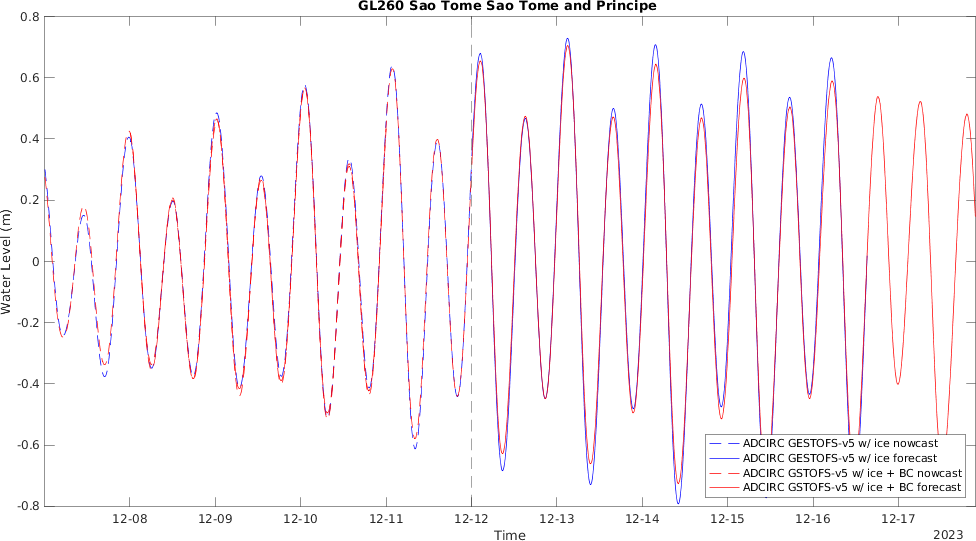 GL260 Sao Tome Sao Tome and Principe
0.8
0.6
0.4
0.2
0
-0.2
-0.4
-0.6
-0.8
Water Level (m)
ADCIRC GESTOFS-v5 w/ ice nowcast
ADCIRC GESTOFS-v5 w/ ice forecast
ADCIRC GSTOFS-v5 w/ ice + BC nowcast
ADCIRC GSTOFS-v5 w/ ice + BC forecast
12-08 12-09 12-10 12-11 12-12 12-13 12-14 12-15 12-16 12-17
Time
2023